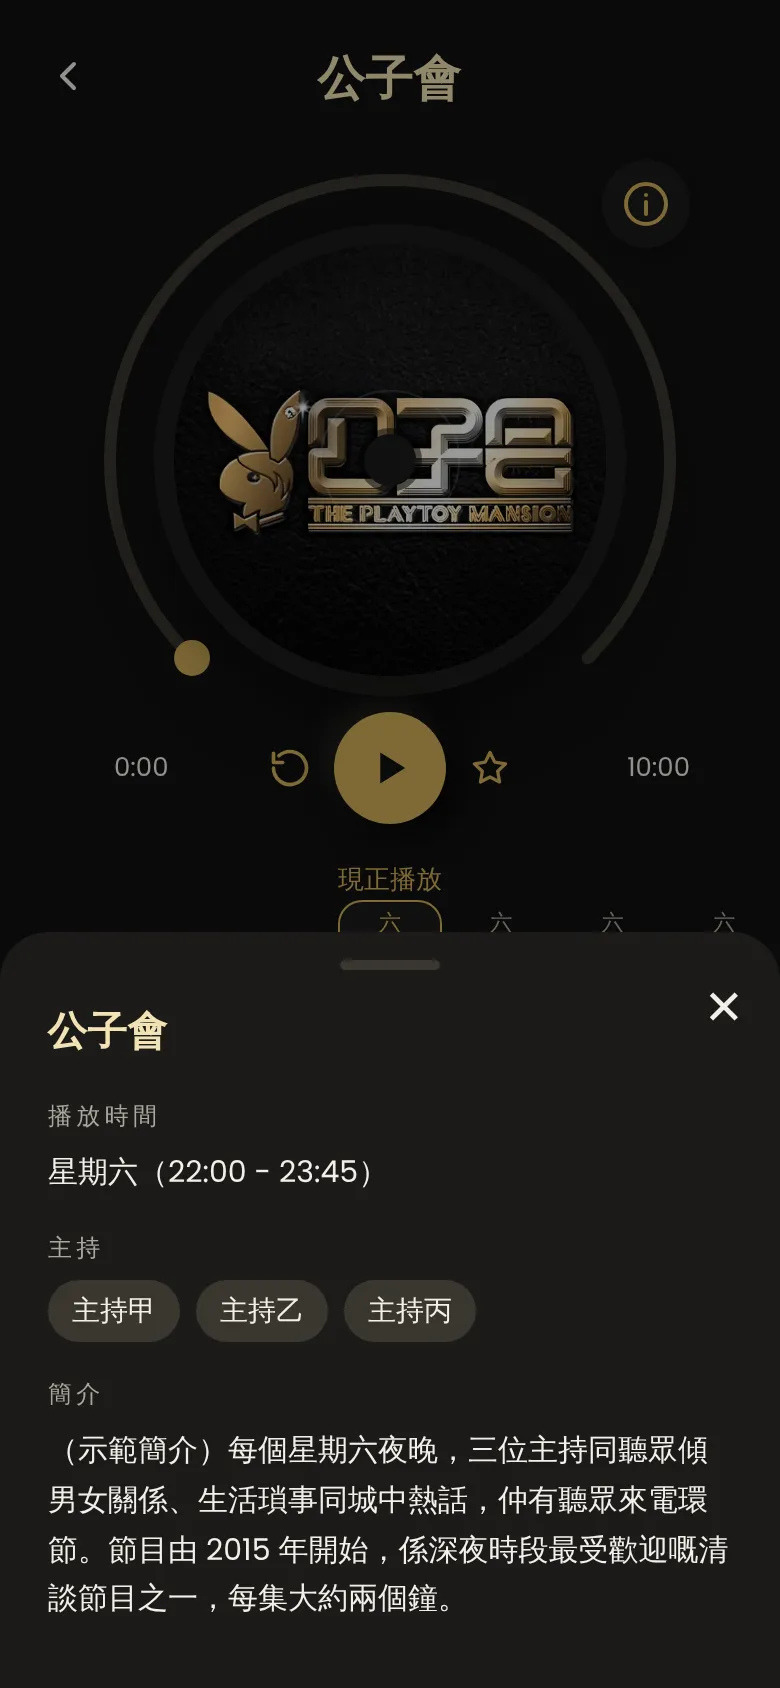 公子會
THE PLAYTOY MANSION
0:00
10:00
現正播放
六 六 六 六
公子會
播放時間
星期六（22:00 - 23:45）
主持
主持甲 主持乙 主持丙
簡介
（示範簡介）每個星期六夜晚，三位主持同聽眾傾
男女關係、生活瑣事同城中熱話，仲有聽眾來電環
節。節目由 2015 年開始，係深夜時段最受歡迎嘅清
談節目之一，每集大約兩個鐘。